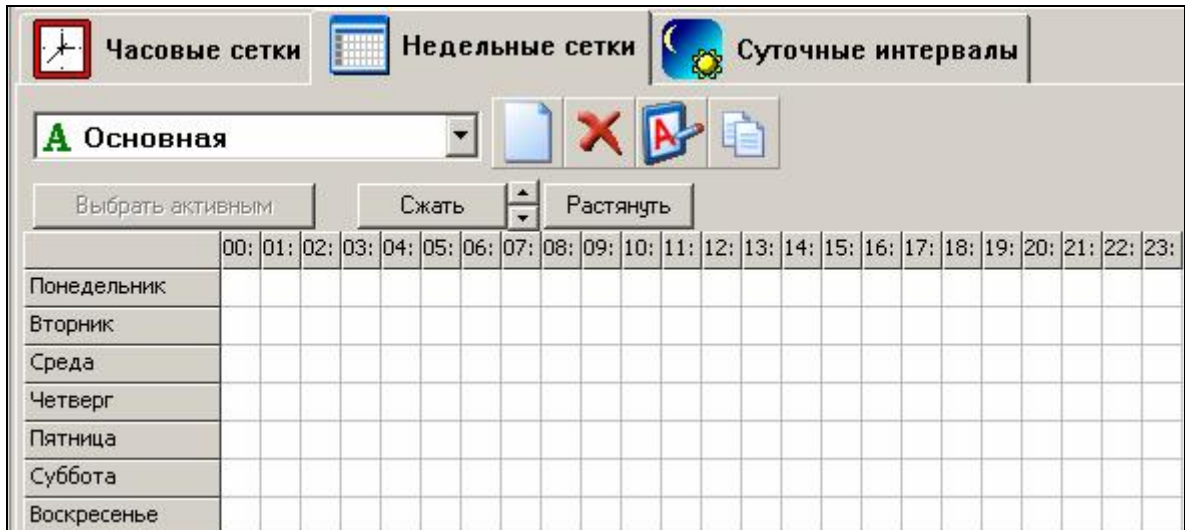 Часовые сетки Недельные сетки Суточные интервалы
A Основная
Выбрать активным Сжать Растянуть
00: 01: 02: 03: 04: 05: 06: 07: 08: 09: 10: 11: 12: 13: 14: 15: 16: 17: 18: 19: 20: 21: 22: 23:
Понедельник
Вторник
Среда
Четверг
Пятница
Суббота
Воскресенье